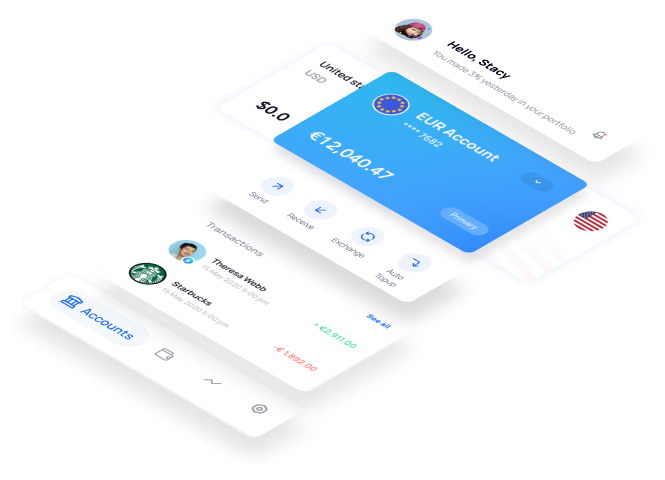 Hello, Stacy
You made 3% yesterday in your portfolio
United sta
USD
$0.0
EUR Account
**** 7682
€12,040.47
Primary
Send
Receive
Exchange
Auto
Topup
Transactions
See all
Theresa Webb
15 May 2020 9:00 pm
+€2,911.00
Starbucks
15 May 2020 5:00 pm
-€1,892.00
Accounts